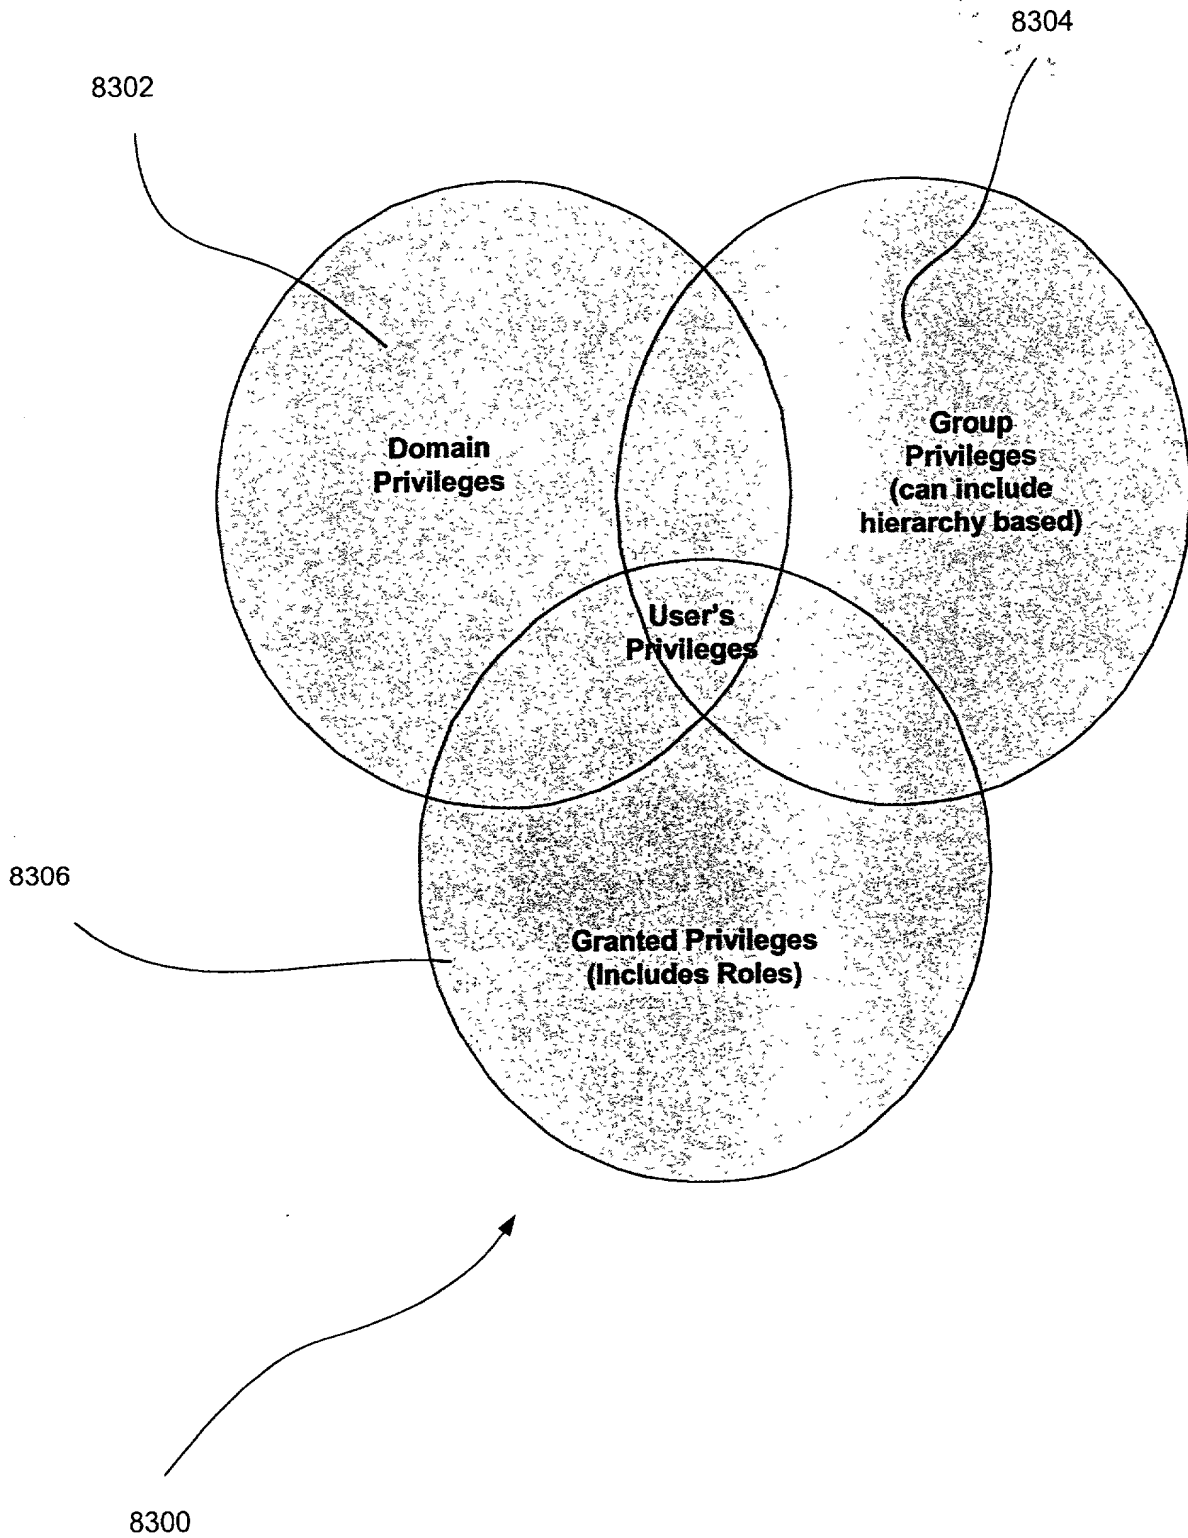 8304
8302
Domain
Privileges
Group
Privileges
(can include
hierarchy based)
User's
Privileges
8306
Granted Privileges
(Includes Roles)
8300